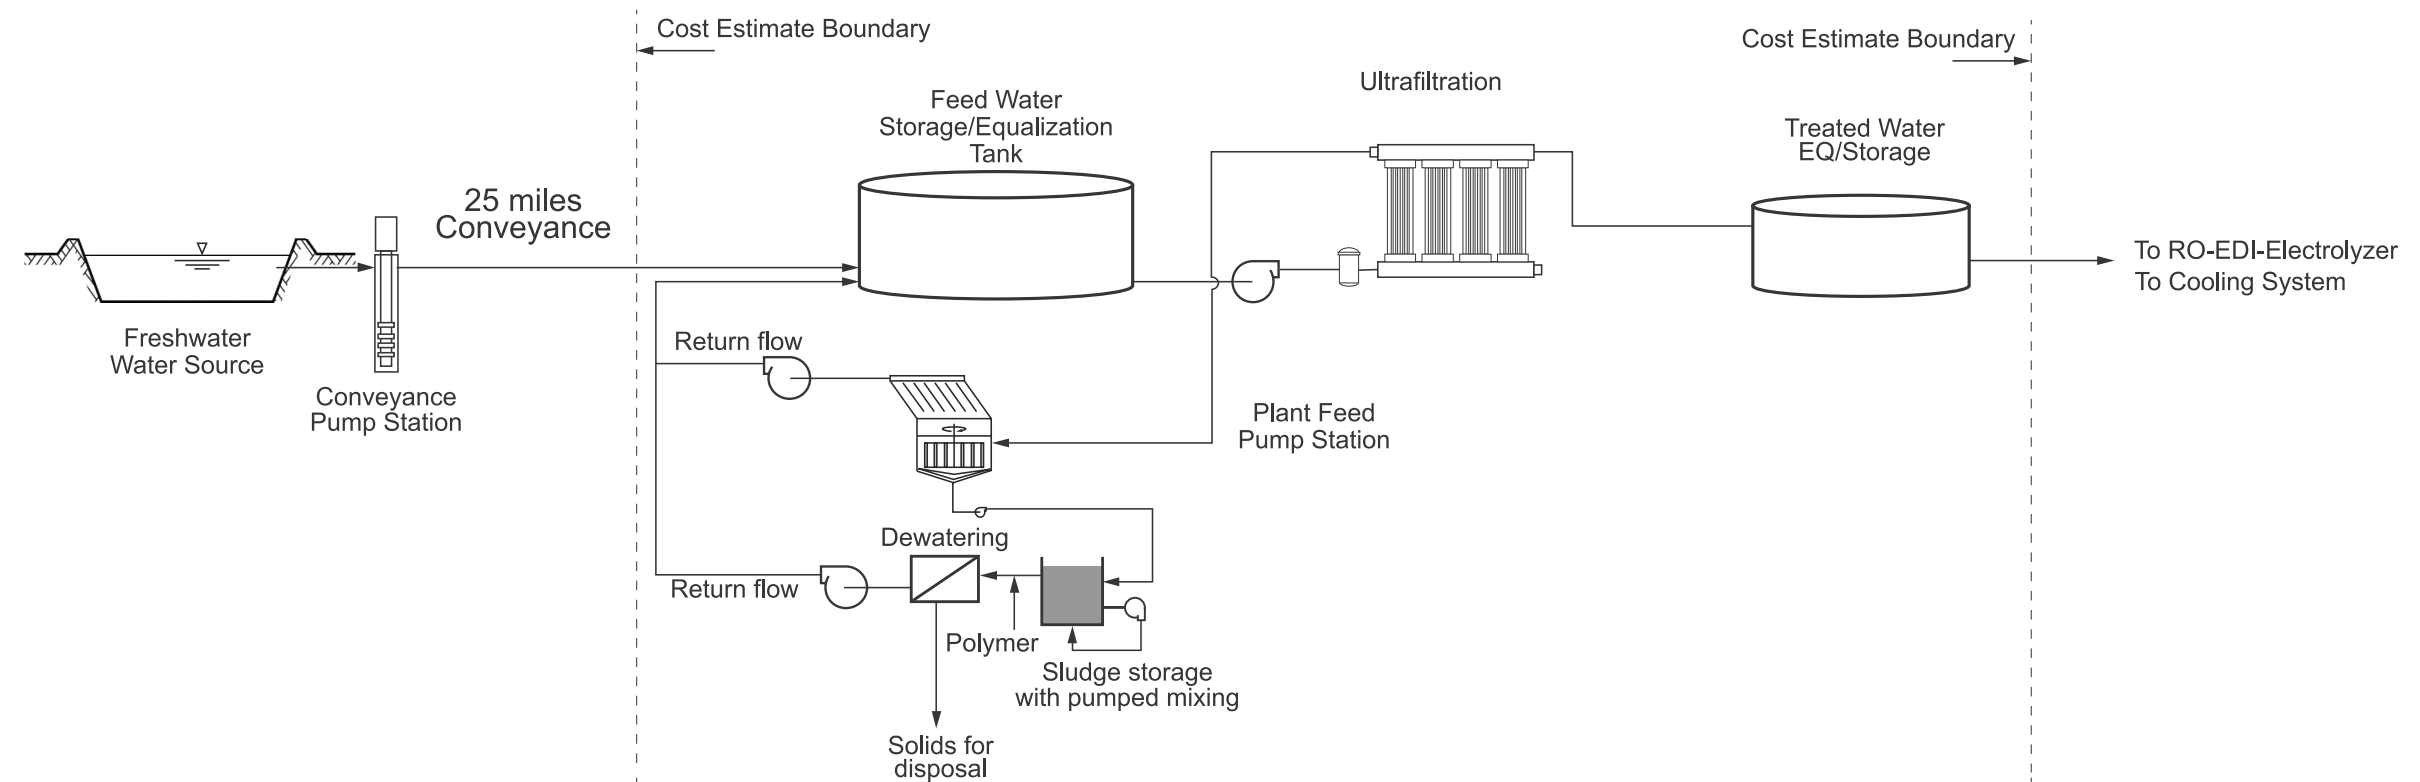 Cost Estimate Boundary
Cost Estimate Boundary
Ultrafiltration
Feed Water
Storage/Equalization
Tank
Treated Water
EQ/Storage
25 miles
Conveyance
To RO-EDI-Electrolyzer
To Cooling System
Freshwater
Water Source
Return flow
Conveyance
Pump Station
Plant Feed
Pump Station
Dewatering
Return flow
Polymer
Sludge storage
with pumped mixing
Solids for
disposal